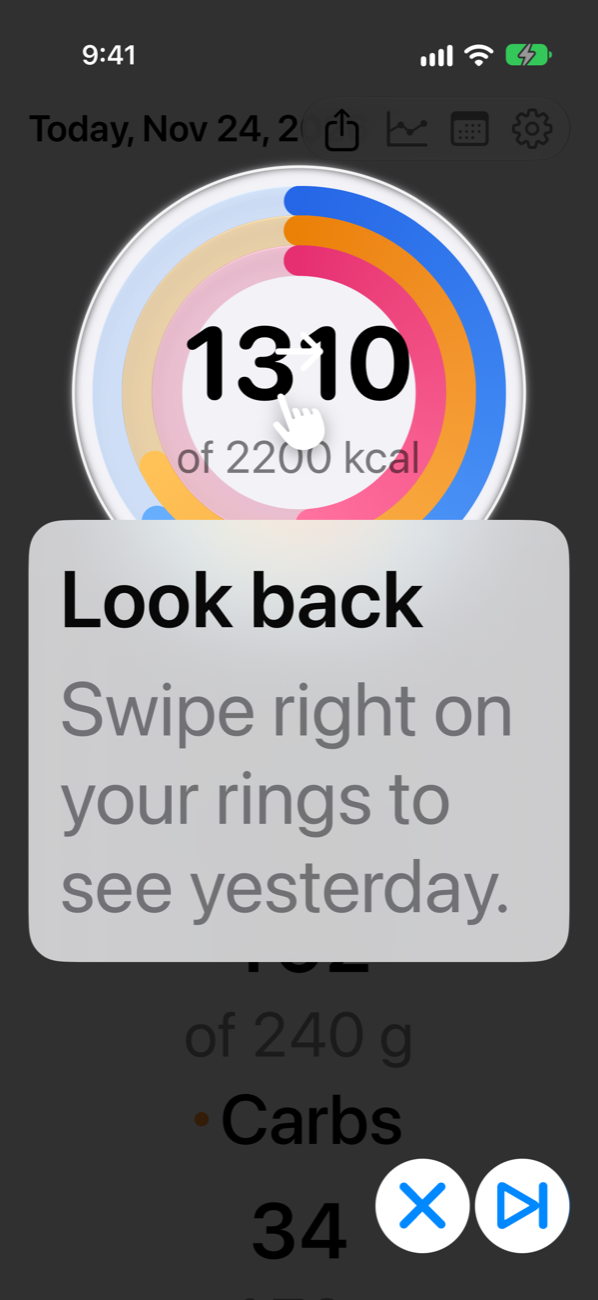 9:41
Today, Nov 24, 2
1310
of 2200 kcal
Look back
Swipe right on
your rings to
see yesterday.
of 240 g
Carbs
34